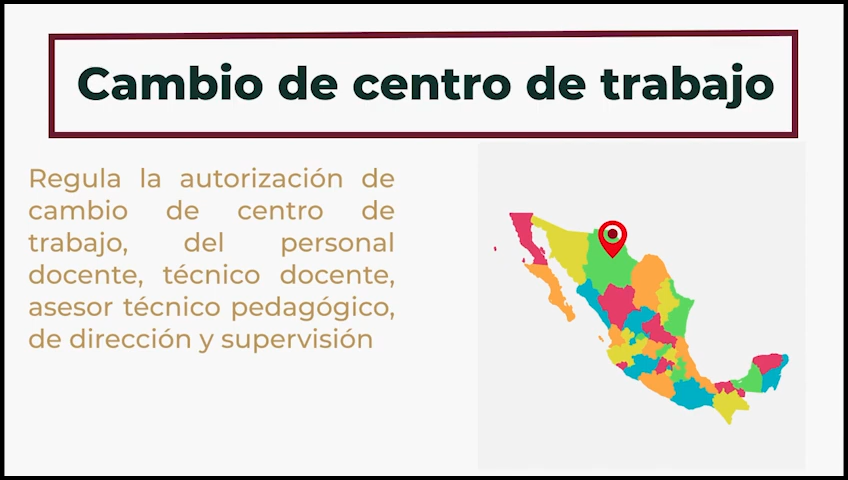 Cambio de centro de trabajo
Regula la autorización de
cambio de centro de
trabajo, del personal
docente, técnico docente,
asesor técnico pedagógico,
de dirección y supervisión